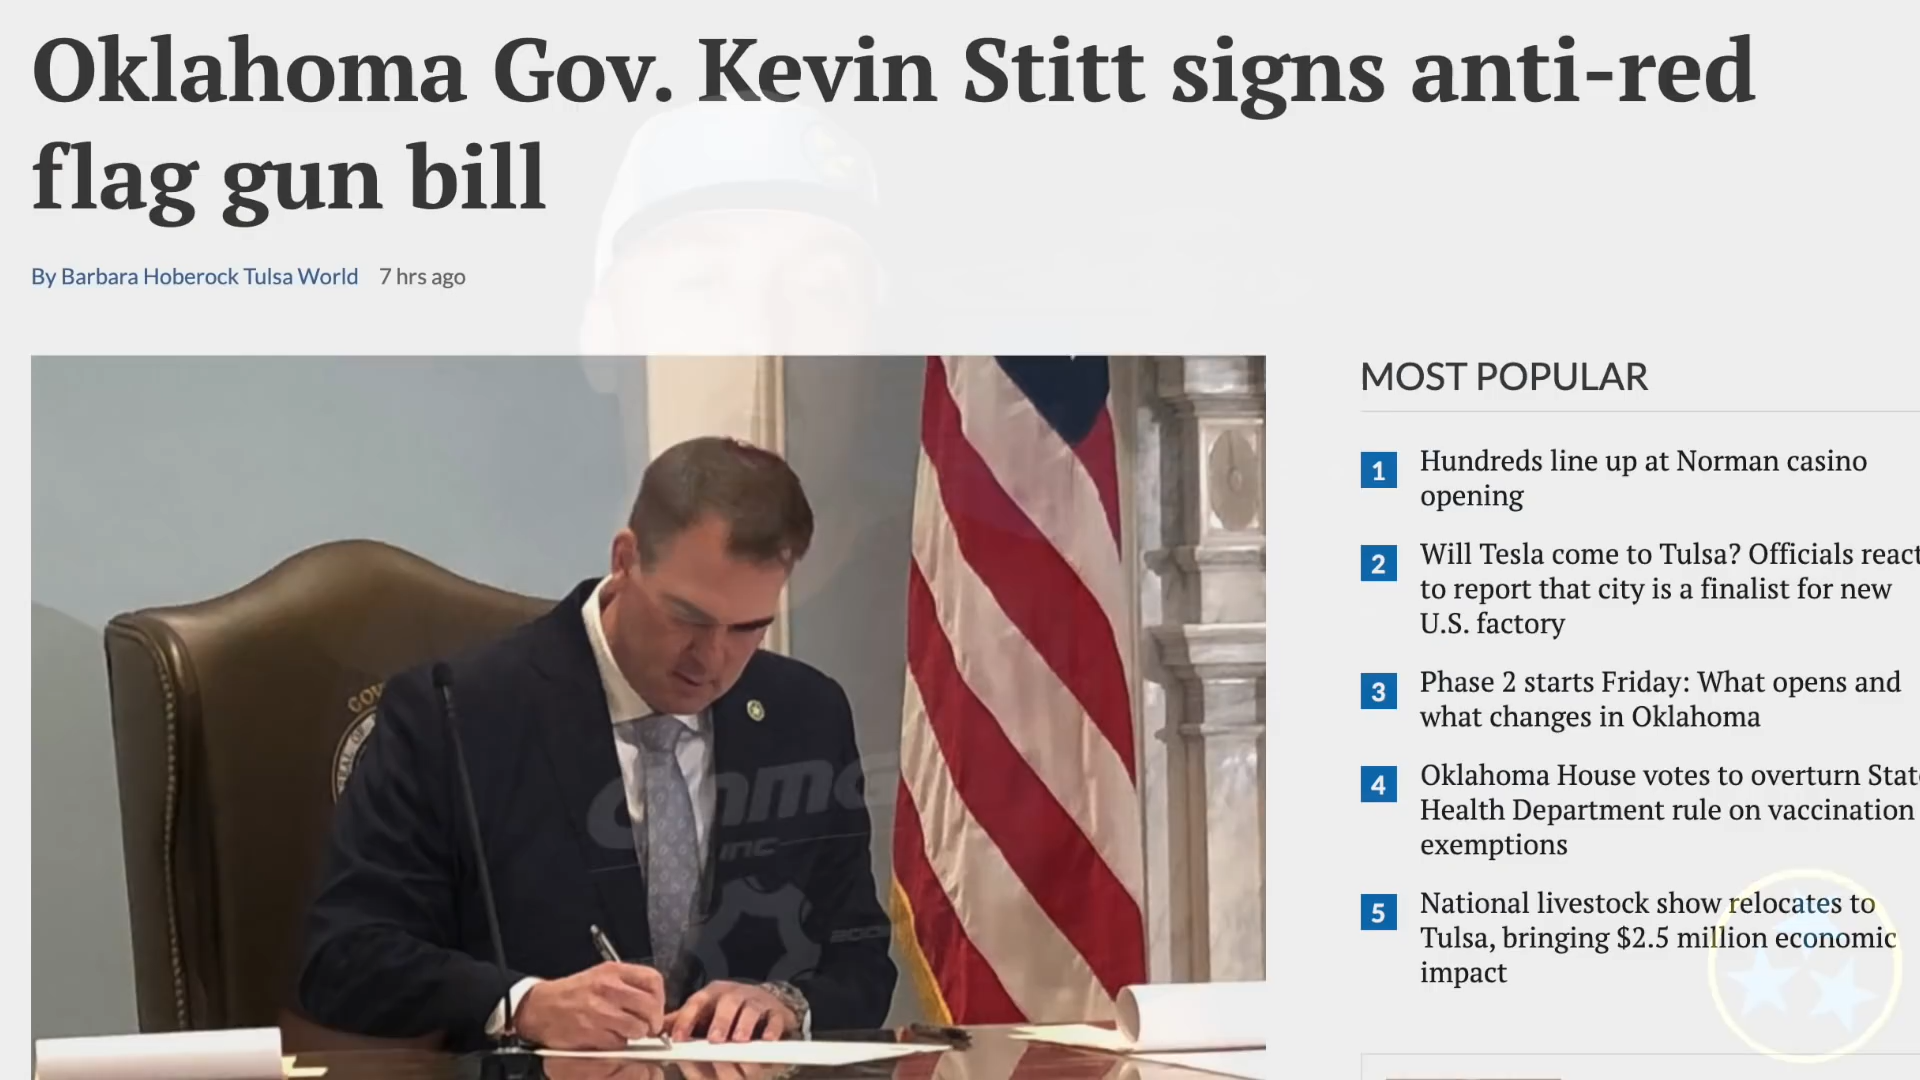 Oklahoma Gov. Kevin Stitt signs anti-red
flag gun bill
By Barbara Hoberock Tulsa World 7 hrs ago
MOST POPULAR
1 Hundreds line up at Norman casino
opening
2 Will Tesla come to Tulsa? Officials react
to report that city is a finalist for new
U.S. factory
3 Phase 2 starts Friday: What opens and
what changes in Oklahoma
4 Oklahoma House votes to overturn
Health Department rule on vaccination
exemptions
5 National livestock show relocates to
Tulsa, bringing $2.5 million economic
impact
INC